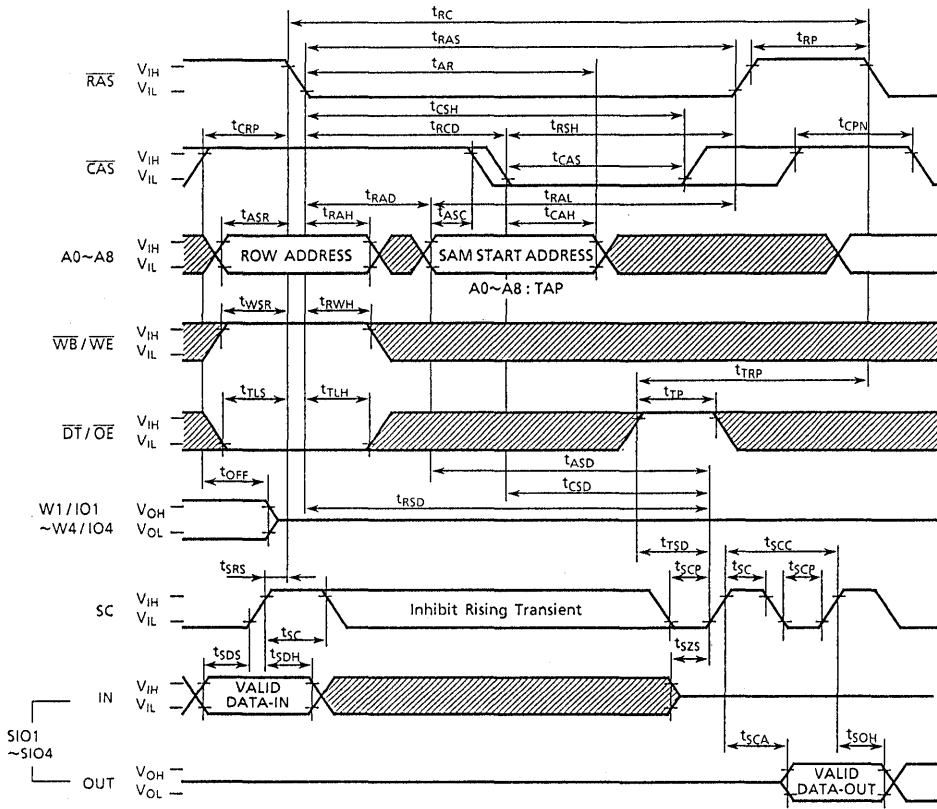 tRC
tRAS
tRP
tAR
RAS
VIH
VIL
tCSH
tCRP
tRCD
tRSH
tCPN
CAS
VIH
VIL
tCAS
tRAD
tRAL
tASR
tRAH
tASC
tCAH
A0~A8
VIH
VIL
ROW ADDRESS
SAM START ADDRESS
A0~A8 : TAP
tWSR
tRWH
WB/WE
VIH
VIL
tTRP
tTLS
tTLH
tTP
DT/OE
VIH
VIL
tASD
tOFF
tCSD
tRSD
W1/IO1
~W4/IO4
VOH
VOL
tTSD
tSCC
tSRS
tSCP
tSC
tSCP
SC
VIH
VIL
Inhibit Rising Transient
tSC
tSZS
tSDS
tSDH
IN
VIH
VIL
VALID
DATA-IN
SIO1
~SIO4
tSCA
tSOH
OUT
VOH
VOL
VALID
DATA-OUT